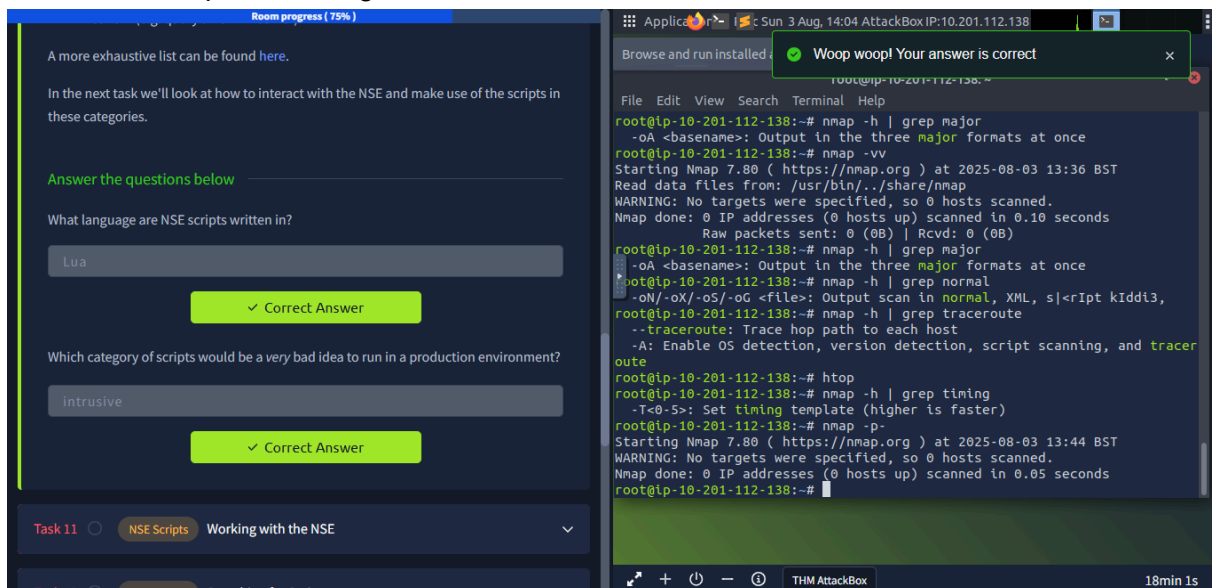 Room progress ( 75% )
A more exhaustive list can be found here.
In the next task we'll look at how to interact with the NSE and make use of the scripts in
these categories.
Answer the questions below
What language are NSE scripts written in?
Lua
✓ Correct Answer
Which category of scripts would be a very bad idea to run in a production environment?
intrusive
✓ Correct Answer
Task 11
NSE Scripts
Working with the NSE
Sun 3 Aug, 14:04 AttackBox IP:10.201.112.138
Browse and run installed
Woop woop! Your answer is correct
File Edit View Search Terminal Help
root@ip-10-201-112-138:~# nmap -h | grep major
-oA <basename>: Output in the three major formats at once
root@ip-10-201-112-138:~# nmap -vv
Starting Nmap 7.80 ( https://nmap.org ) at 2025-08-03 13:36 BST
Read data files from: /usr/bin/../share/nmap
WARNING: No targets were specified, so 0 hosts scanned.
Nmap done: 0 IP addresses (0 hosts up) scanned in 0.10 seconds
Raw packets sent: 0 (0B) | Rcvd: 0 (0B)
root@ip-10-201-112-138:~# nmap -h | grep major
-oA <basename>: Output in the three major formats at once
oot@ip-10-201-112-138:~# nmap -h | grep normal
-oN/-oX/-oS/-oG <file>: Output scan in normal, XML, s|<rIpt kIddi3,
root@ip-10-201-112-138:~# nmap -h | grep traceroute
--traceroute: Trace hop path to each host
-A: Enable OS detection, version detection, script scanning, and tracer
oute
root@ip-10-201-112-138:~# htop
root@ip-10-201-112-138:~# nmap -h | grep timing
-T<0-5>: Set timing template (higher is faster)
root@ip-10-201-112-138:~# nmap -p-
Starting Nmap 7.80 ( https://nmap.org ) at 2025-08-03 13:44 BST
WARNING: No targets were specified, so 0 hosts scanned.
Nmap done: 0 IP addresses (0 hosts up) scanned in 0.05 seconds
root@ip-10-201-112-138:~#
THM AttackBox
18min 1s